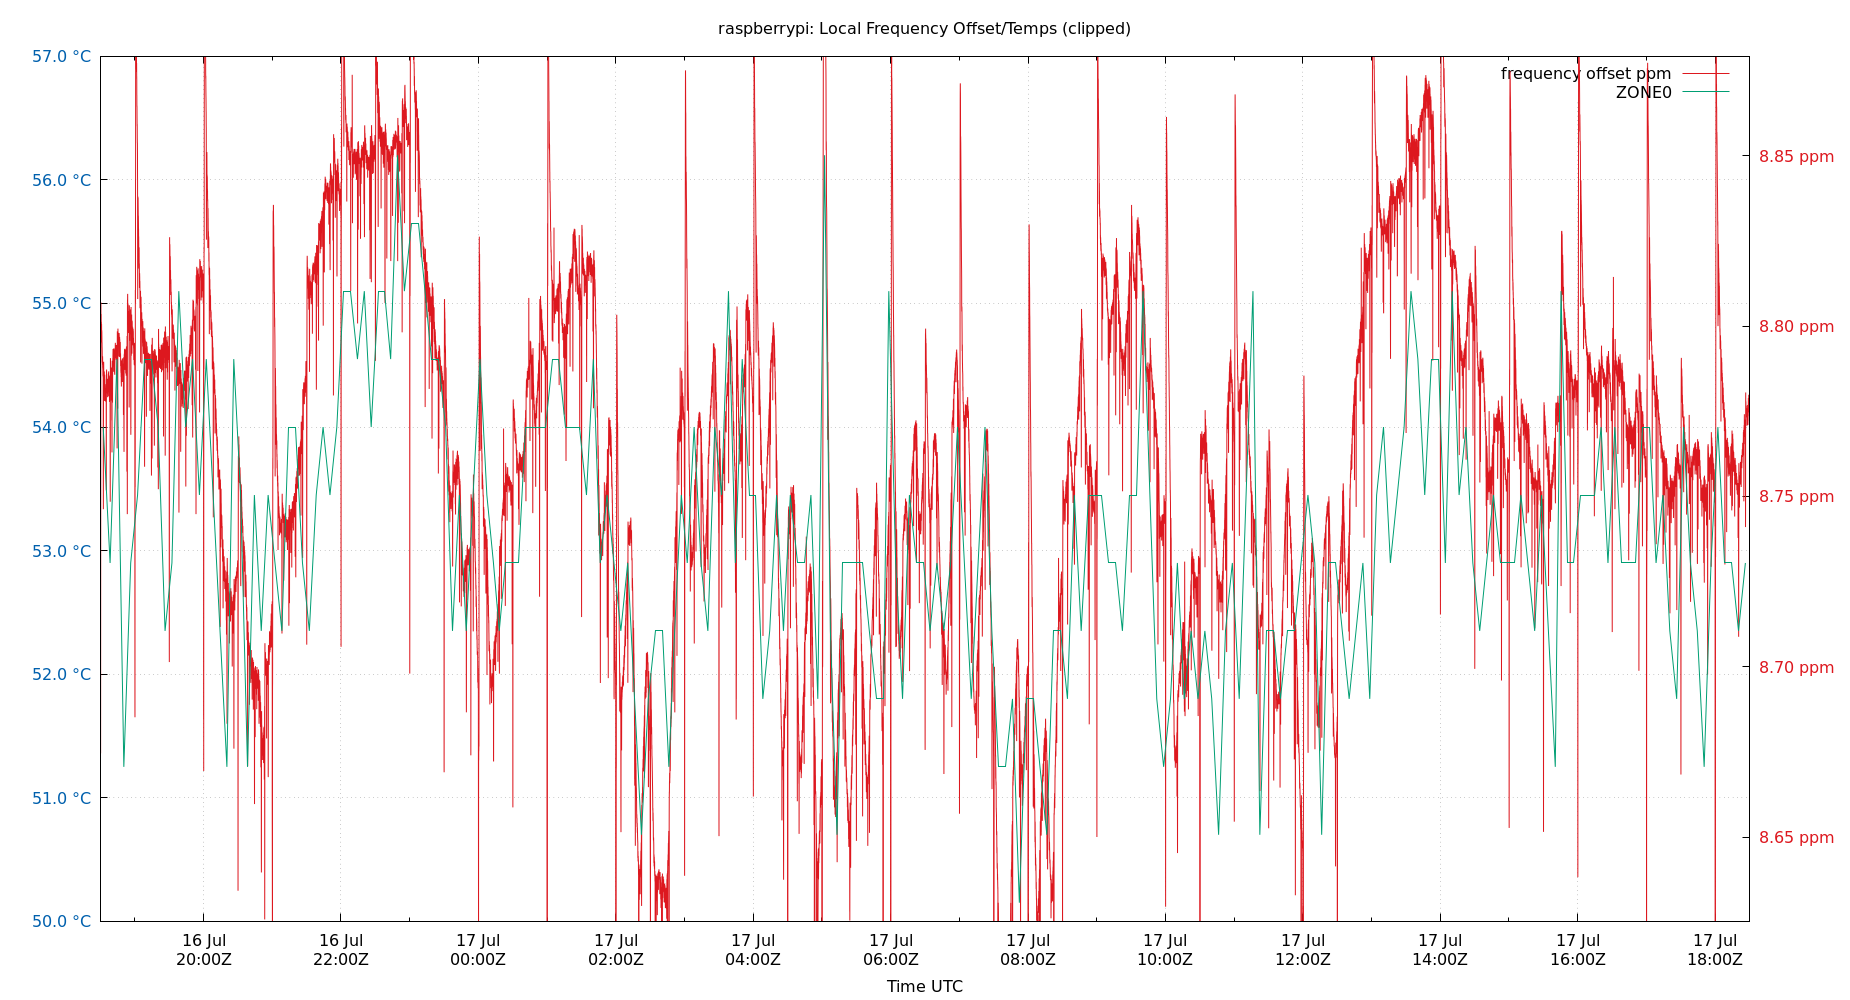 raspberrypi: Local Frequency Offset/Temps (clipped)
57.0 °C
56.0 °C
55.0 °C
54.0 °C
53.0 °C
52.0 °C
51.0 °C
50.0 °C
frequency offset ppm
ZONE0
8.85 ppm
8.80 ppm
8.75 ppm
8.70 ppm
8.65 ppm
16 Jul
20:00Z
16 Jul
22:00Z
17 Jul
00:00Z
17 Jul
02:00Z
17 Jul
04:00Z
17 Jul
06:00Z
17 Jul
08:00Z
17 Jul
10:00Z
17 Jul
12:00Z
17 Jul
14:00Z
17 Jul
16:00Z
17 Jul
18:00Z
Time UTC